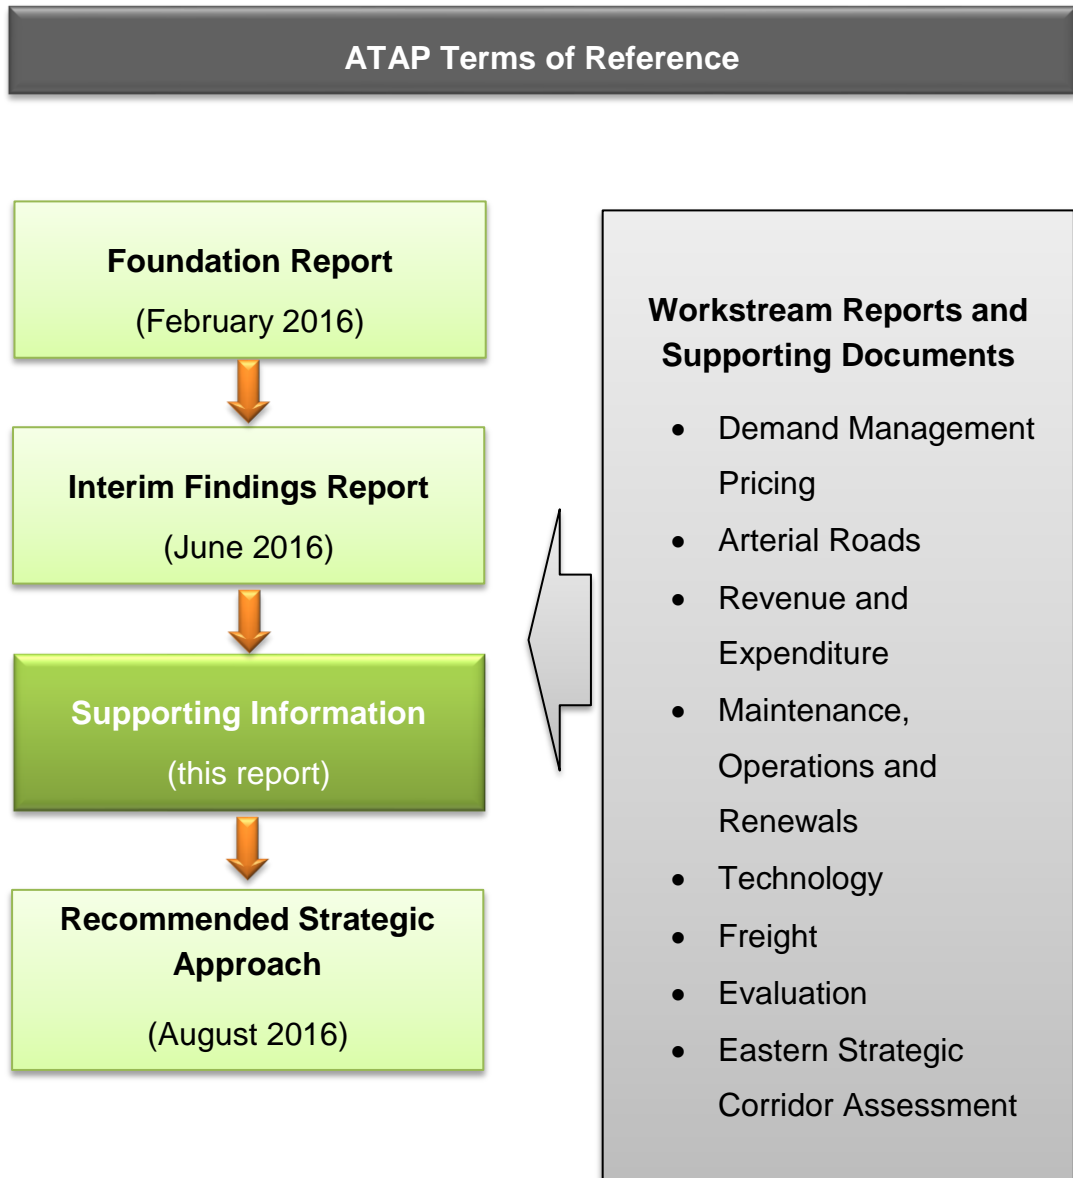 ATAP Terms of Reference
Foundation Report
(February 2016)
Interim Findings Report
(June 2016)
Supporting Information
(this report)
Recommended Strategic
Approach
(August 2016)
Workstream Reports and
Supporting Documents
• Demand Management
Pricing
• Arterial Roads
• Revenue and
Expenditure
• Maintenance,
Operations and
Renewals
• Technology
• Freight
• Evaluation
• Eastern Strategic
Corridor Assessment